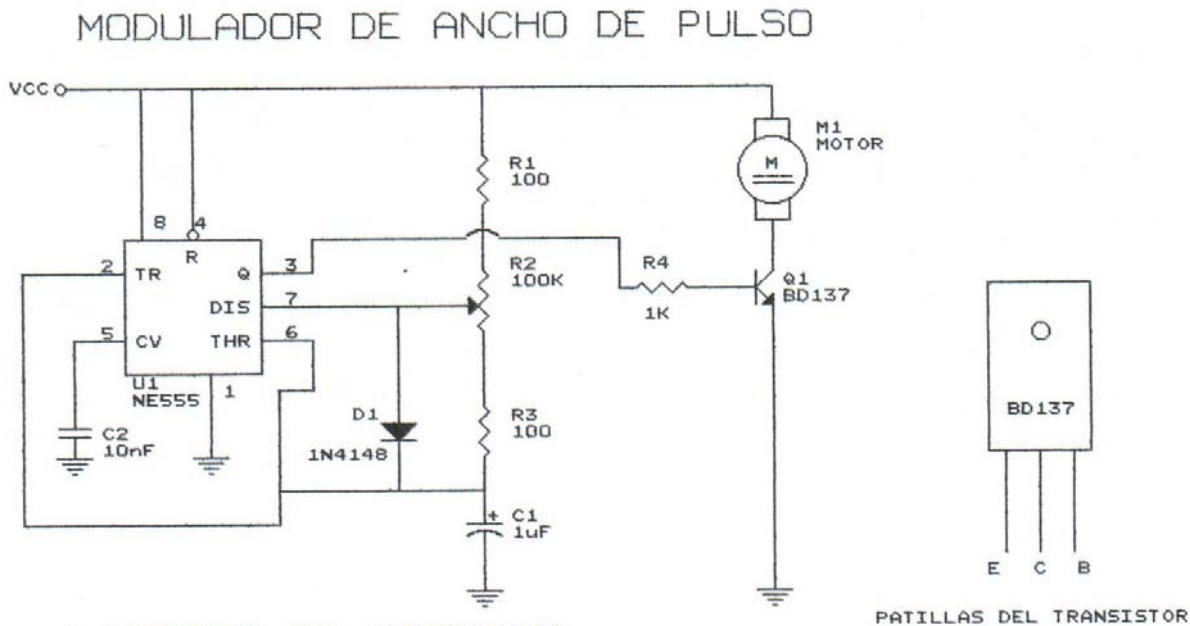 MODULADOR DE ANCHO DE PULSO
VCC
M1
MOTOR
M
R1
100
8
4
R
2
TR
Q
3
R2
100K
R4
1K
Q1
BD137
DIS
7
5
CV
THR
6
U1
NE555
1
C2
10nF
D1
1N4148
R3
100
+
C1
1uF
BD137
E C B
PATILLAS DEL TRANSISTOR